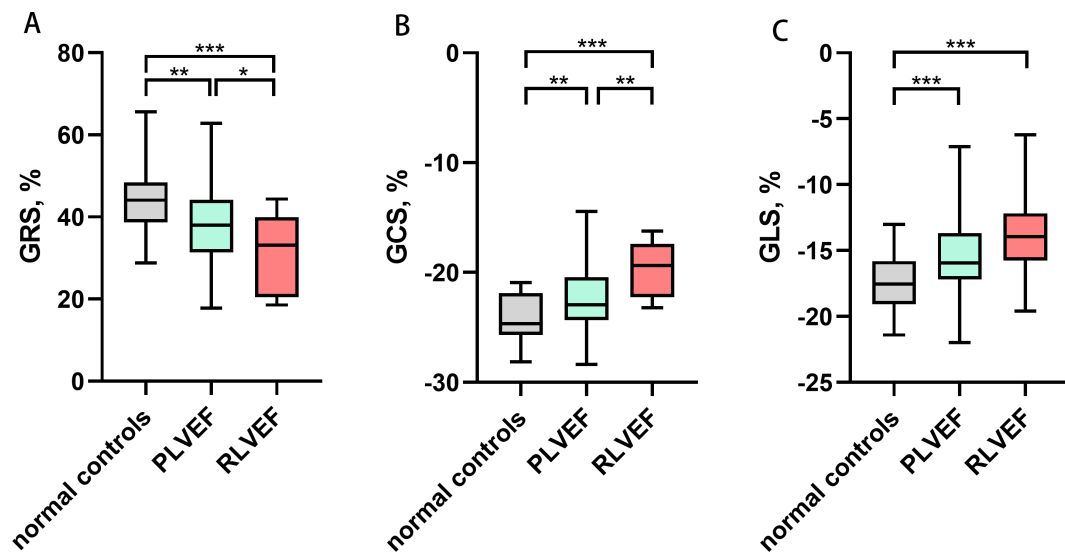 A
GRS, %
80
60
40
20
0
***
**
*
normal controls
PLVEF
RLVEF
B
GCS, %
0
-10
-20
-30
***
**
**
normal controls
PLVEF
RLVEF
C
GLS, %
0
-5
-10
-15
-20
-25
***
***
normal controls
PLVEF
RLVEF